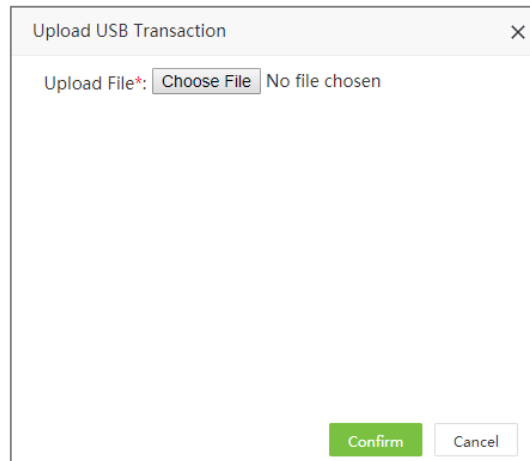 Upload USB Transaction
Upload File*: Choose File No file chosen
Confirm Cancel